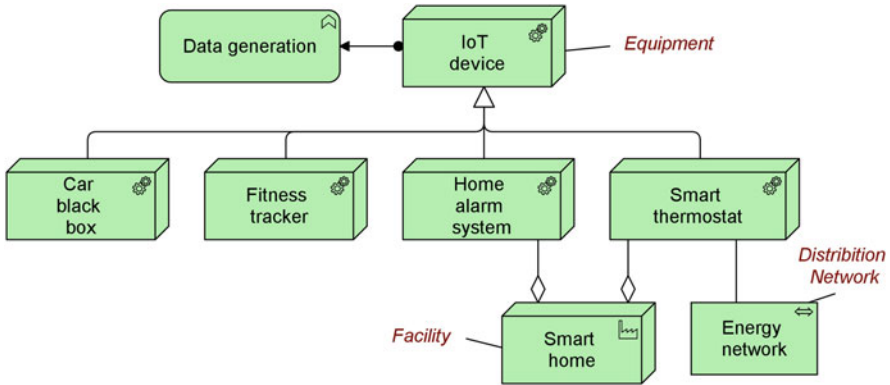 Data generation
IoT
device
Equipment
Car
black
box
Fitness
tracker
Home
alarm
system
Smart
thermostat
Distribition
Network
Facility
Smart
home
Energy
network